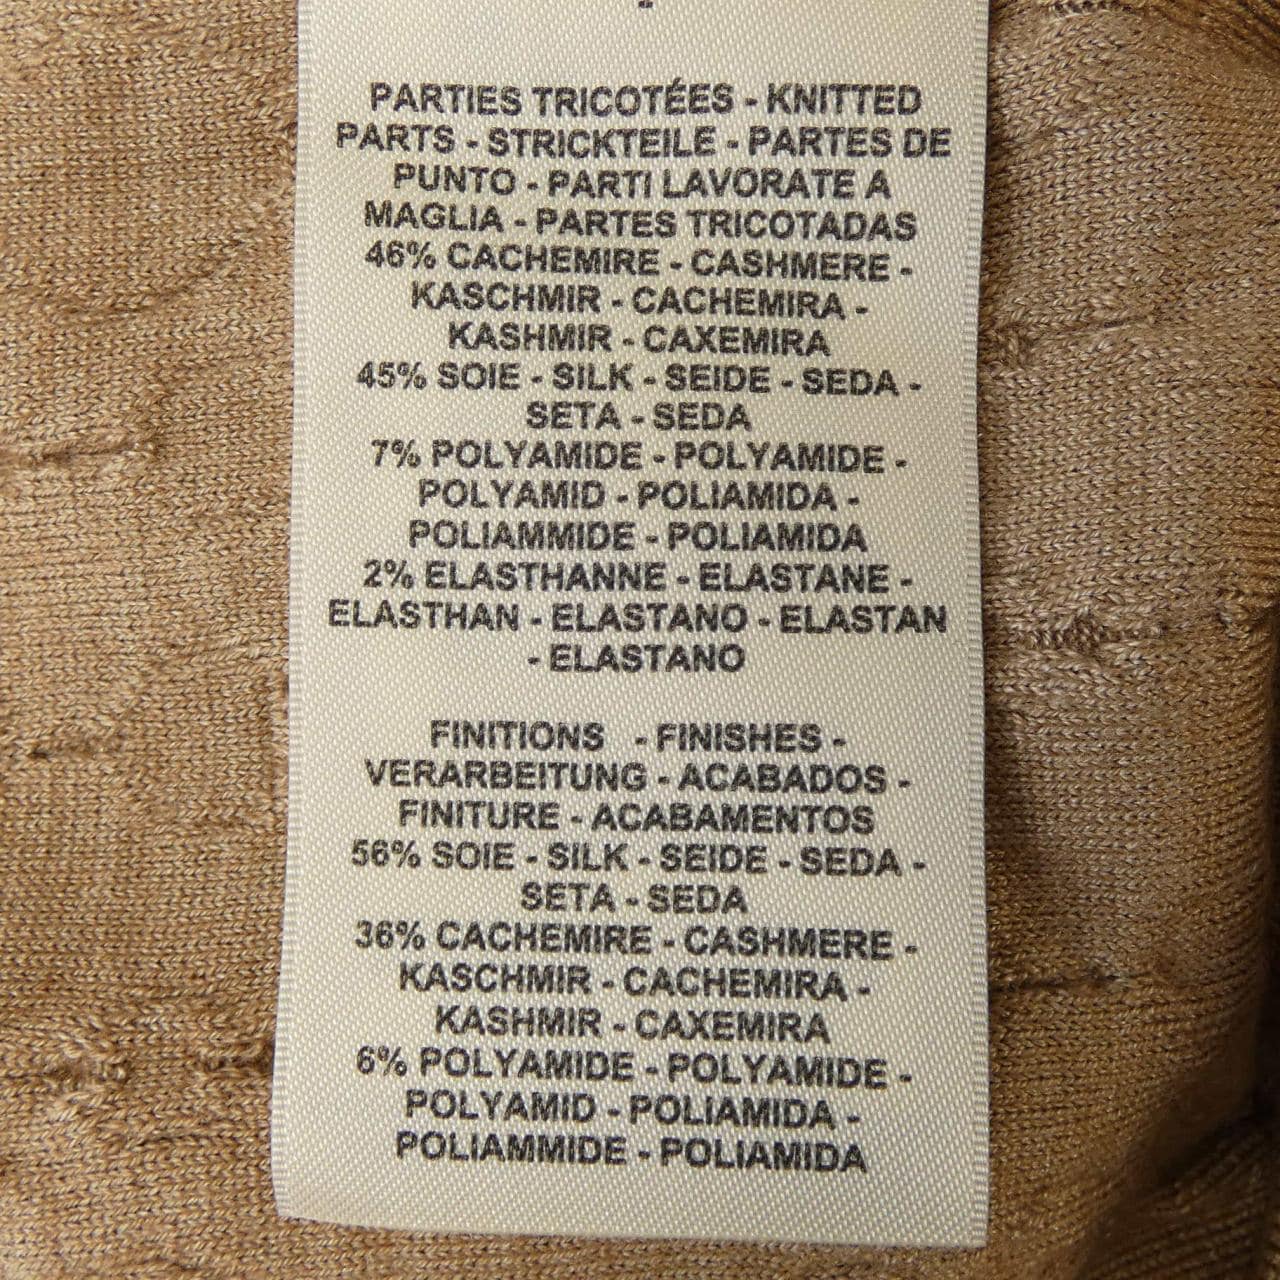 PARTIES TRICOTÉES - KNITTED
PARTS - STRICKTEILE - PARTES DE
PUNTO - PARTI LAVORATE A
MAGLIA - PARTES TRICOTADAS
46% CACHEMIRE - CASHMERE -
KASCHMIR - CACHEMIRA -
KASHMIR - CAXEMIRA
45% SOIE - SILK - SEIDE - SEDA -
SETA - SEDA
7% POLYAMIDE - POLYAMIDE -
POLYAMID - POLIAMIDA -
POLIAMMIDE - POLIAMIDA
2% ELASTHANNE - ELASTANE -
ELASTHAN - ELASTANO - ELASTAN
- ELASTANO
FINITIONS - FINISHES -
VERARBEITUNG - ACABADOS -
FINITURE - ACABAMENTOS
56% SOIE - SILK - SEIDE - SEDA -
SETA - SEDA
36% CACHEMIRE - CASHMERE -
KASCHMIR - CACHEMIRA -
KASHMIR - CAXEMIRA
6% POLYAMIDE - POLYAMIDE -
POLYAMID - POLIAMIDA -
POLIAMMIDE - POLIAMIDA